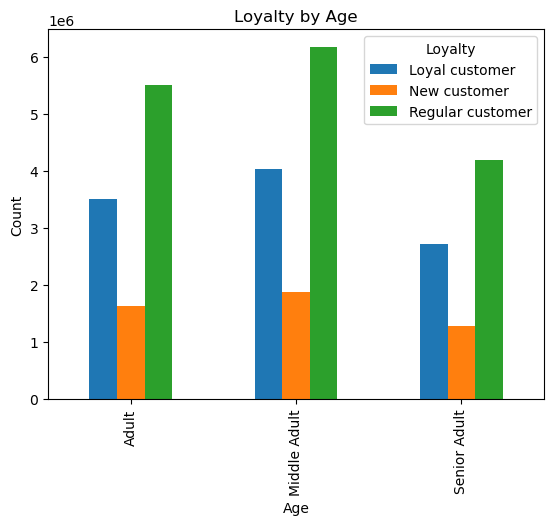 Loyalty by Age
1e6
Loyalty
Loyal customer
New customer
Regular customer
6
5
4
3
2
1
0
Count
Adult
Middle Adult
Senior Adult
Age